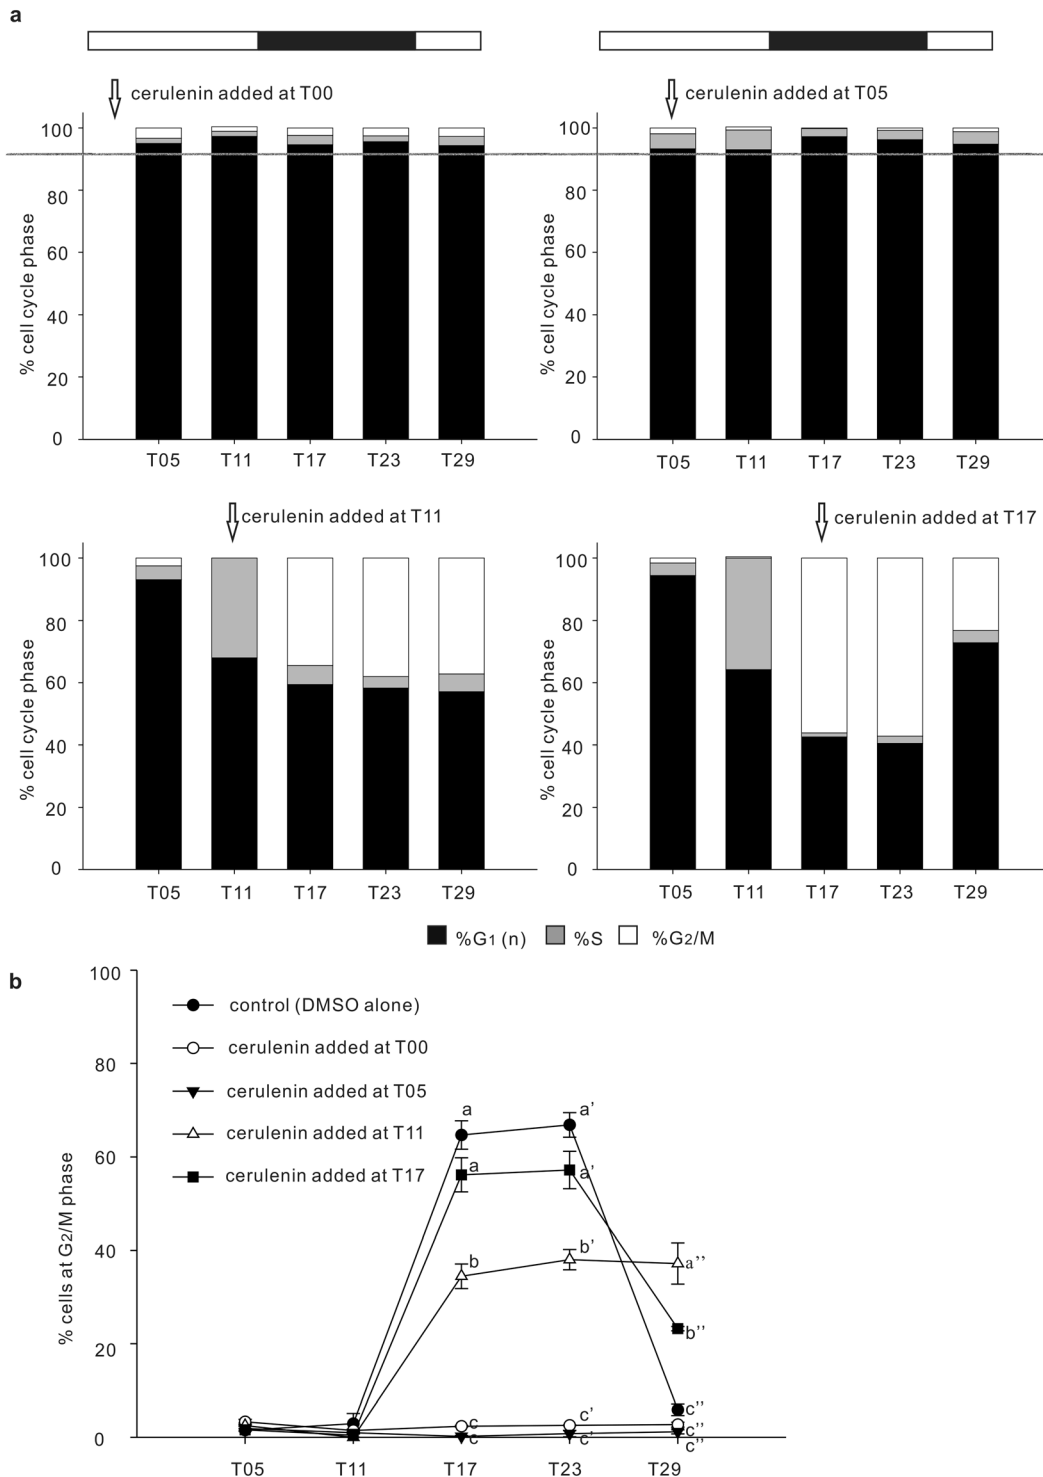 a
cerulenin added at T00
cerulenin added at T05
100
80
60
40
20
0
% cell cycle phase
T05 T11 T17 T23 T29
100
80
60
40
20
0
% cell cycle phase
T05 T11 T17 T23 T29
cerulenin added at T11
cerulenin added at T17
100
80
60
40
20
0
% cell cycle phase
T05 T11 T17 T23 T29
100
80
60
40
20
0
% cell cycle phase
T05 T11 T17 T23 T29
%G1 (n) %S %G2/M
b
100
80
60
40
20
0
% cells at G2/M phase
control (DMSO alone)
cerulenin added at T00
cerulenin added at T05
cerulenin added at T11
cerulenin added at T17
a a’
a a’
b b’ a’’
b’’
c c’ c’’
c’’
c c’ c’’
T05 T11 T17 T23 T29